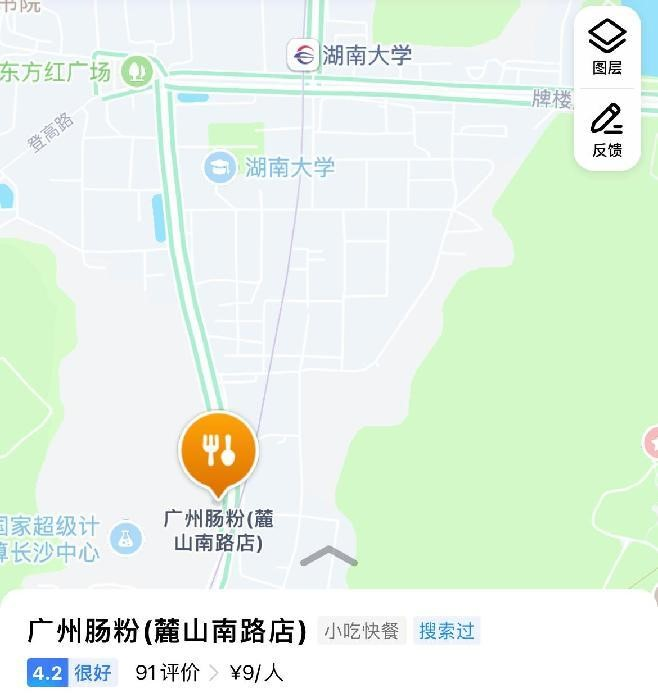 书院
湖南大学
图层
东方红广场
牌楼
登高路
反馈
湖南大学
广州肠粉(麓
山南路店)
国家超级计
算长沙中心
广州肠粉(麓山南路店) 小吃快餐 搜索过
4.2 很好 91评价 ¥9/人